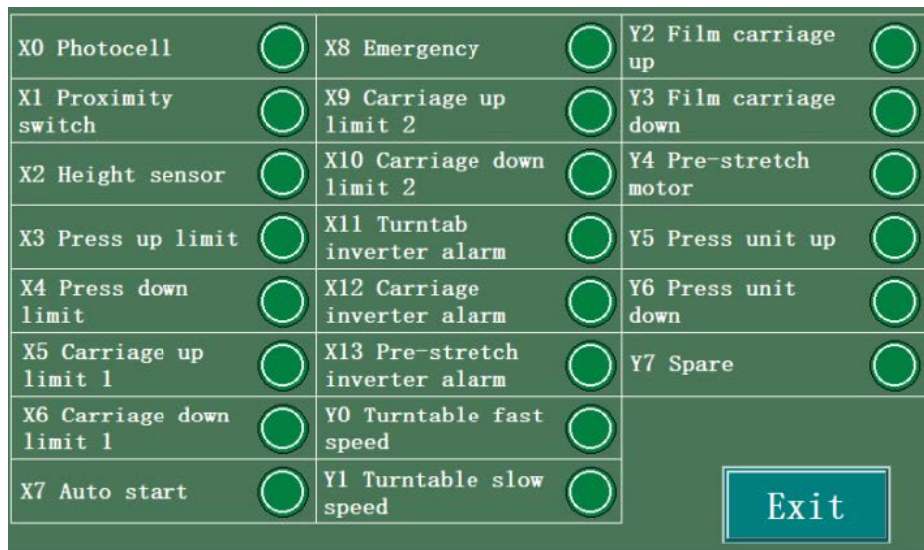 X0 Photocell
X1 Proximity
switch
X2 Height sensor
X3 Press up limit
X4 Press down
limit
X5 Carriage up
limit 1
X6 Carriage down
limit 1
X7 Auto start
X8 Emergency
X9 Carriage up
limit 2
X10 Carriage down
limit 2
X11 Turntab
inverter alarm
X12 Carriage
inverter alarm
X13 Pre-stretch
inverter alarm
Y0 Turntable fast
speed
Y1 Turntable slow
speed
Y2 Film carriage
up
Y3 Film carriage
down
Y4 Pre-stretch
motor
Y5 Press unit up
Y6 Press unit
down
Y7 Spare
Exit